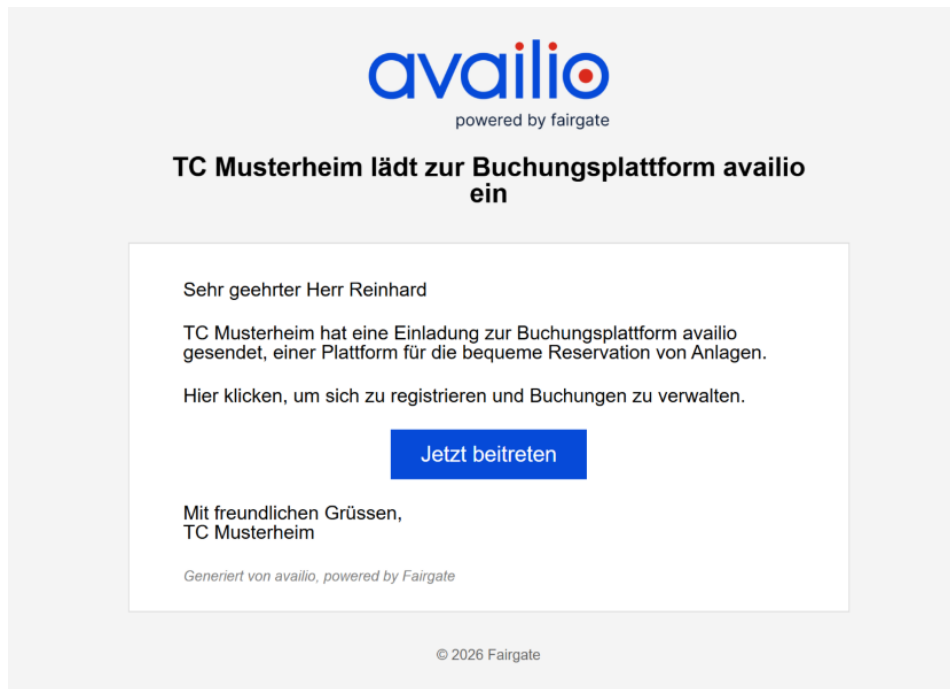 availio
powered by fairgate
TC Musterheim lädt zur Buchungsplattform availio
ein
Sehr geehrter Herr Reinhard
TC Musterheim hat eine Einladung zur Buchungsplattform availio
gesendet, einer Plattform für die bequeme Reservation von Anlagen.
Hier klicken, um sich zu registrieren und Buchungen zu verwalten.
Jetzt beitreten
Mit freundlichen Grüssen,
TC Musterheim
Generiert von availio, powered by Fairgate
© 2026 Fairgate